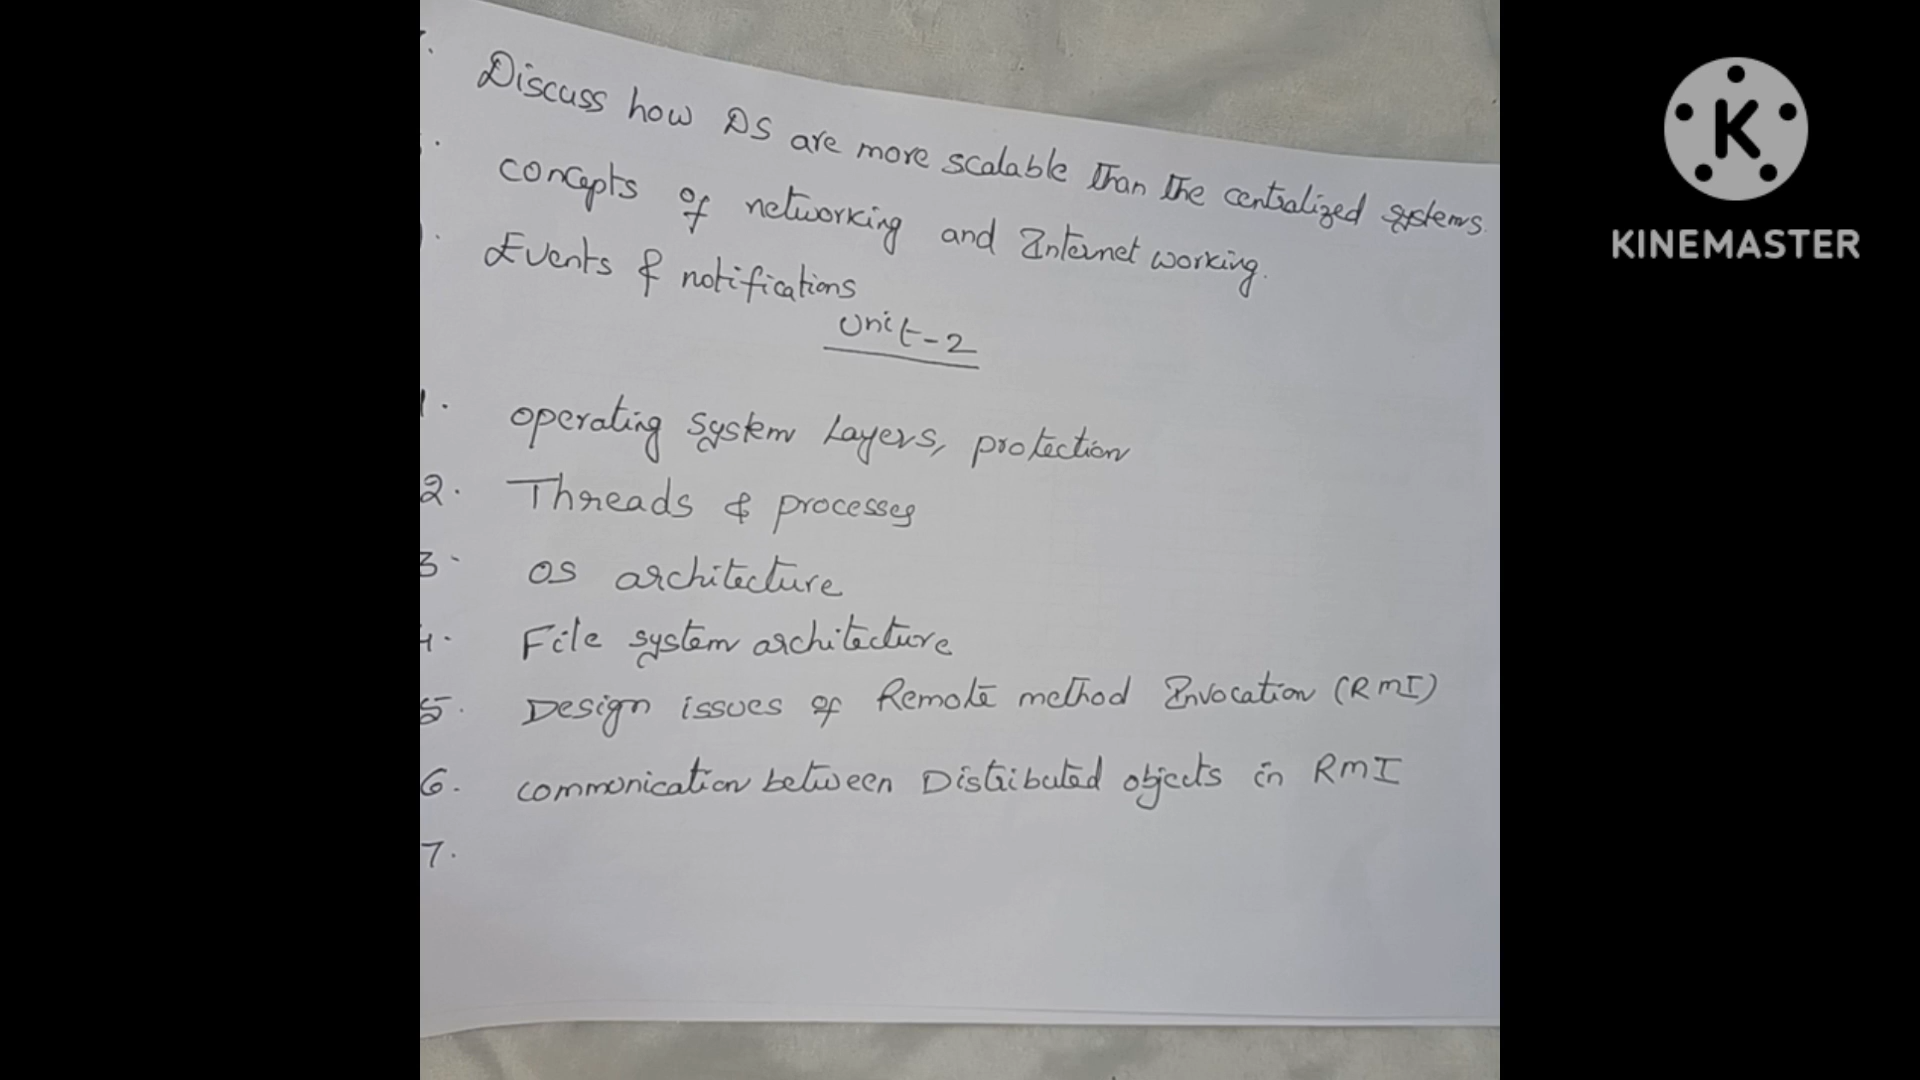 Discuss how DS are more scalable than the centralized systems.
concepts of networking and Internet working.
Events & notifications
Unit-2
1. operating system Layers, protection
2. Threads & processes
3. OS architecture
4. File system architecture
5. Design issues of Remote method Invocation (RMI)
6. communication between Distributed objects in RMI
7.
KINEMASTER